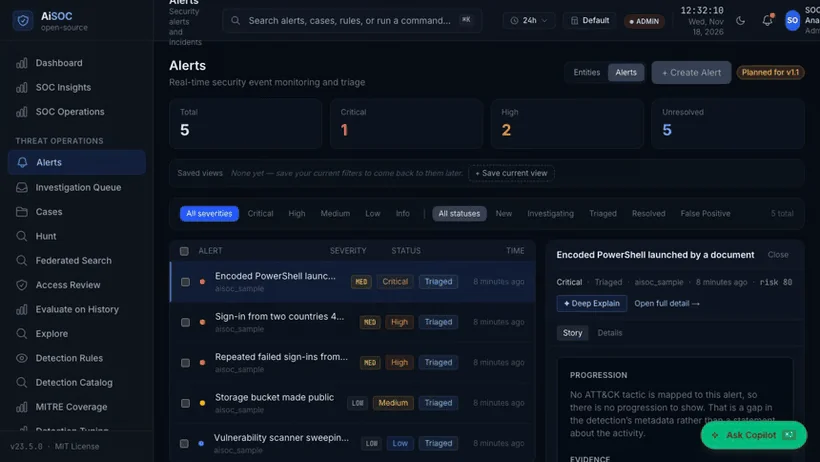 AiSOC
open-source
Alerts
Security
alerts
and
incidents
Search alerts, cases, rules, or run a command...
⌘K
24h
Default
ADMIN
12:32:10
Wed, Nov
18, 2026
SO
SOC
Ana
Adm
Dashboard
SOC Insights
SOC Operations
THREAT OPERATIONS
Alerts
Investigation Queue
Cases
Hunt
Federated Search
Access Review
Evaluate on History
Explore
Detection Rules
Detection Catalog
MITRE Coverage
Detection Tuning
v23.5.0 · MIT License
Alerts
Real-time security event monitoring and triage
Entities
Alerts
+ Create Alert
Planned for v1.1
Total
5
Critical
1
High
2
Unresolved
5
Saved views None yet — save your current filters to come back to them later. + Save current view
All severities Critical High Medium Low Info All statuses New Investigating Triaged Resolved False Positive 5 total
ALERT SEVERITY STATUS TIME
Encoded PowerShell launc... MED Critical Triaged 8 minutes ago
aisoc_sample
Sign-in from two countries 4... MED High Triaged 8 minutes ago
aisoc_sample
Repeated failed sign-ins from... MED High Triaged 8 minutes ago
aisoc_sample
Storage bucket made public LOW Medium Triaged 8 minutes ago
aisoc_sample
Vulnerability scanner sweepin... LOW Low Triaged 8 minutes ago
aisoc_sample
Encoded PowerShell launched by a document Close
Critical · Triaged · aisoc_sample · 8 minutes ago · risk 80
Deep Explain Open full detail →
Story Details
PROGRESSION
No ATT&CK tactic is mapped to this alert, so
there is no progression to show. That is a gap
in the detection's metadata rather than a statement
about the activity.
EVIDENCE
Ask Copilot